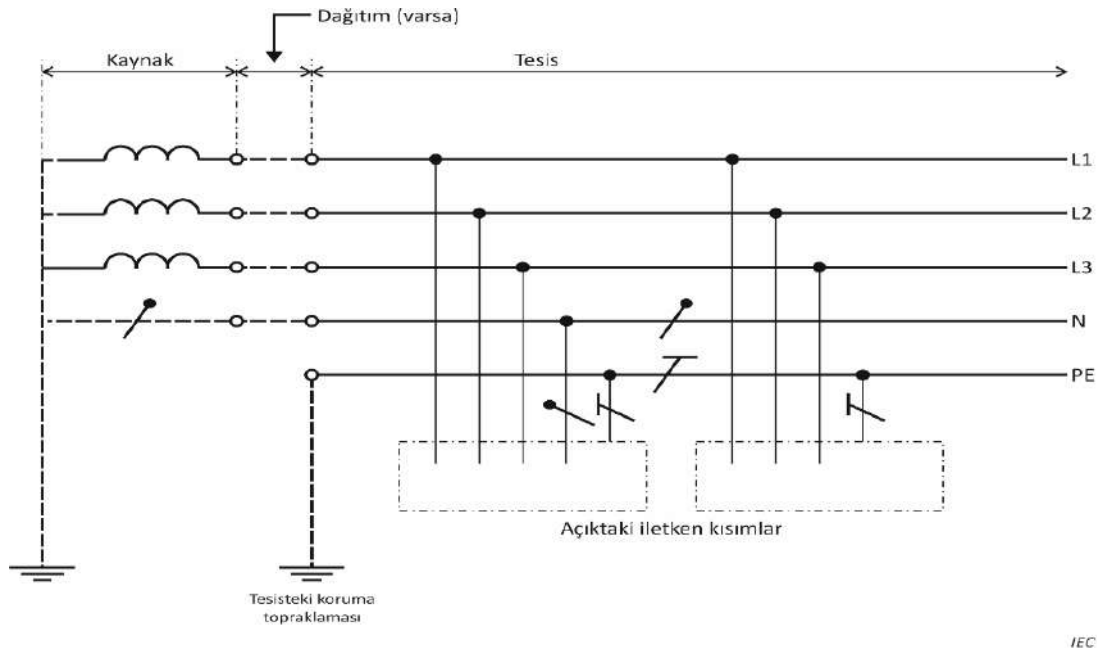 Dağıtım (varsa)
Kaynak
Tesis
L1
L2
L3
N
PE
Açıktaki iletken kısımlar
Tesisteki koruma
topraklaması
IEC